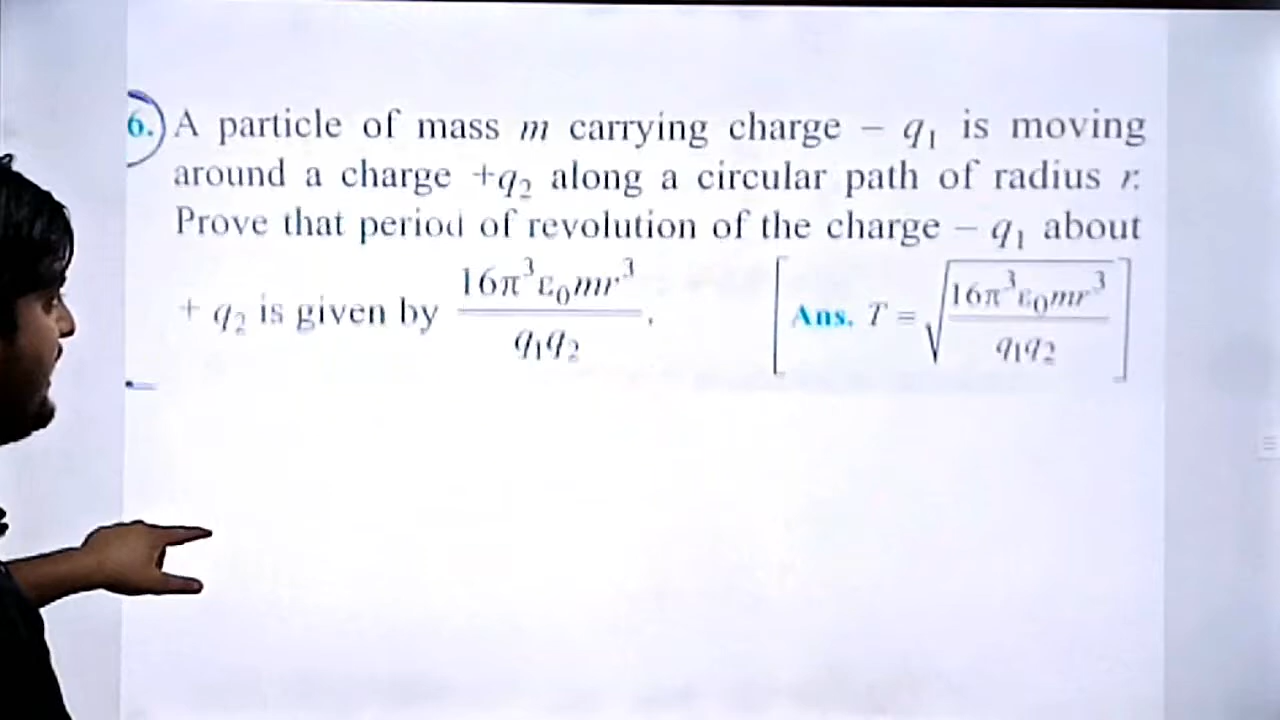 6. A particle of mass m carrying charge – q₁ is moving
around a charge +q₂ along a circular path of radius r.
Prove that period of revolution of the charge – q₁ about
+ q₂ is given by 16π³ε₀mr³ / q₁q₂. [Ans. T = √(16π³ε₀mr³ / q₁q₂)]